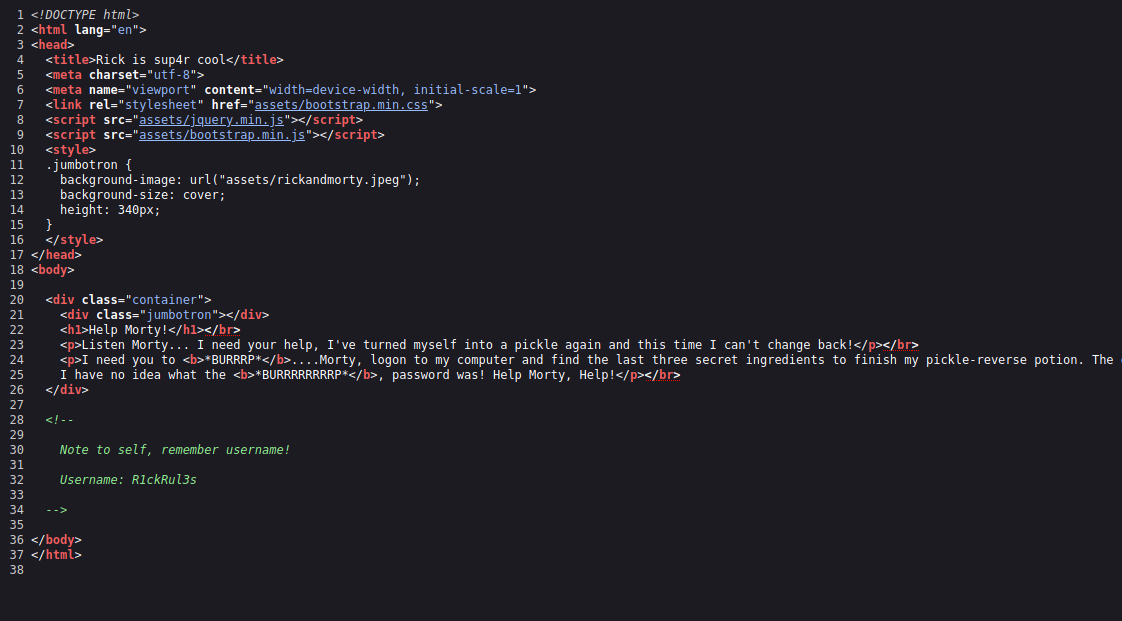 1 <!DOCTYPE html>
2 <html lang="en">
3 <head>
4 <title>Rick is sup4r cool</title>
5 <meta charset="utf-8">
6 <meta name="viewport" content="width=device-width, initial-scale=1">
7 <link rel="stylesheet" href="assets/bootstrap.min.css">
8 <script src="assets/jquery.min.js"></script>
9 <script src="assets/bootstrap.min.js"></script>
10 <style>
11 .jumbotron {
12 background-image: url("assets/rickandmorty.jpeg");
13 background-size: cover;
14 height: 340px;
15 }
16 </style>
17 </head>
18 <body>
19
20 <div class="container">
21 <div class="jumbotron"></div>
22 <h1>Help Morty!</h1></br>
23 <p>Listen Morty... I need your help, I've turned myself into a pickle again and this time I can't change back!</p></br>
24 <p>I need you to <b>*BURRRP*</b>....Morty, logon to my computer and find the last three secret ingredients to finish my pickle-reverse potion. The
25 I have no idea what the <b>*BURRRRRRRRP*</b>, password was! Help Morty, Help!</p></br>
26 </div>
27
28 <!--
29
30 Note to self, remember username!
31
32 Username: R1ckRul3s
33
34 -->
35
36 </body>
37 </html>
38